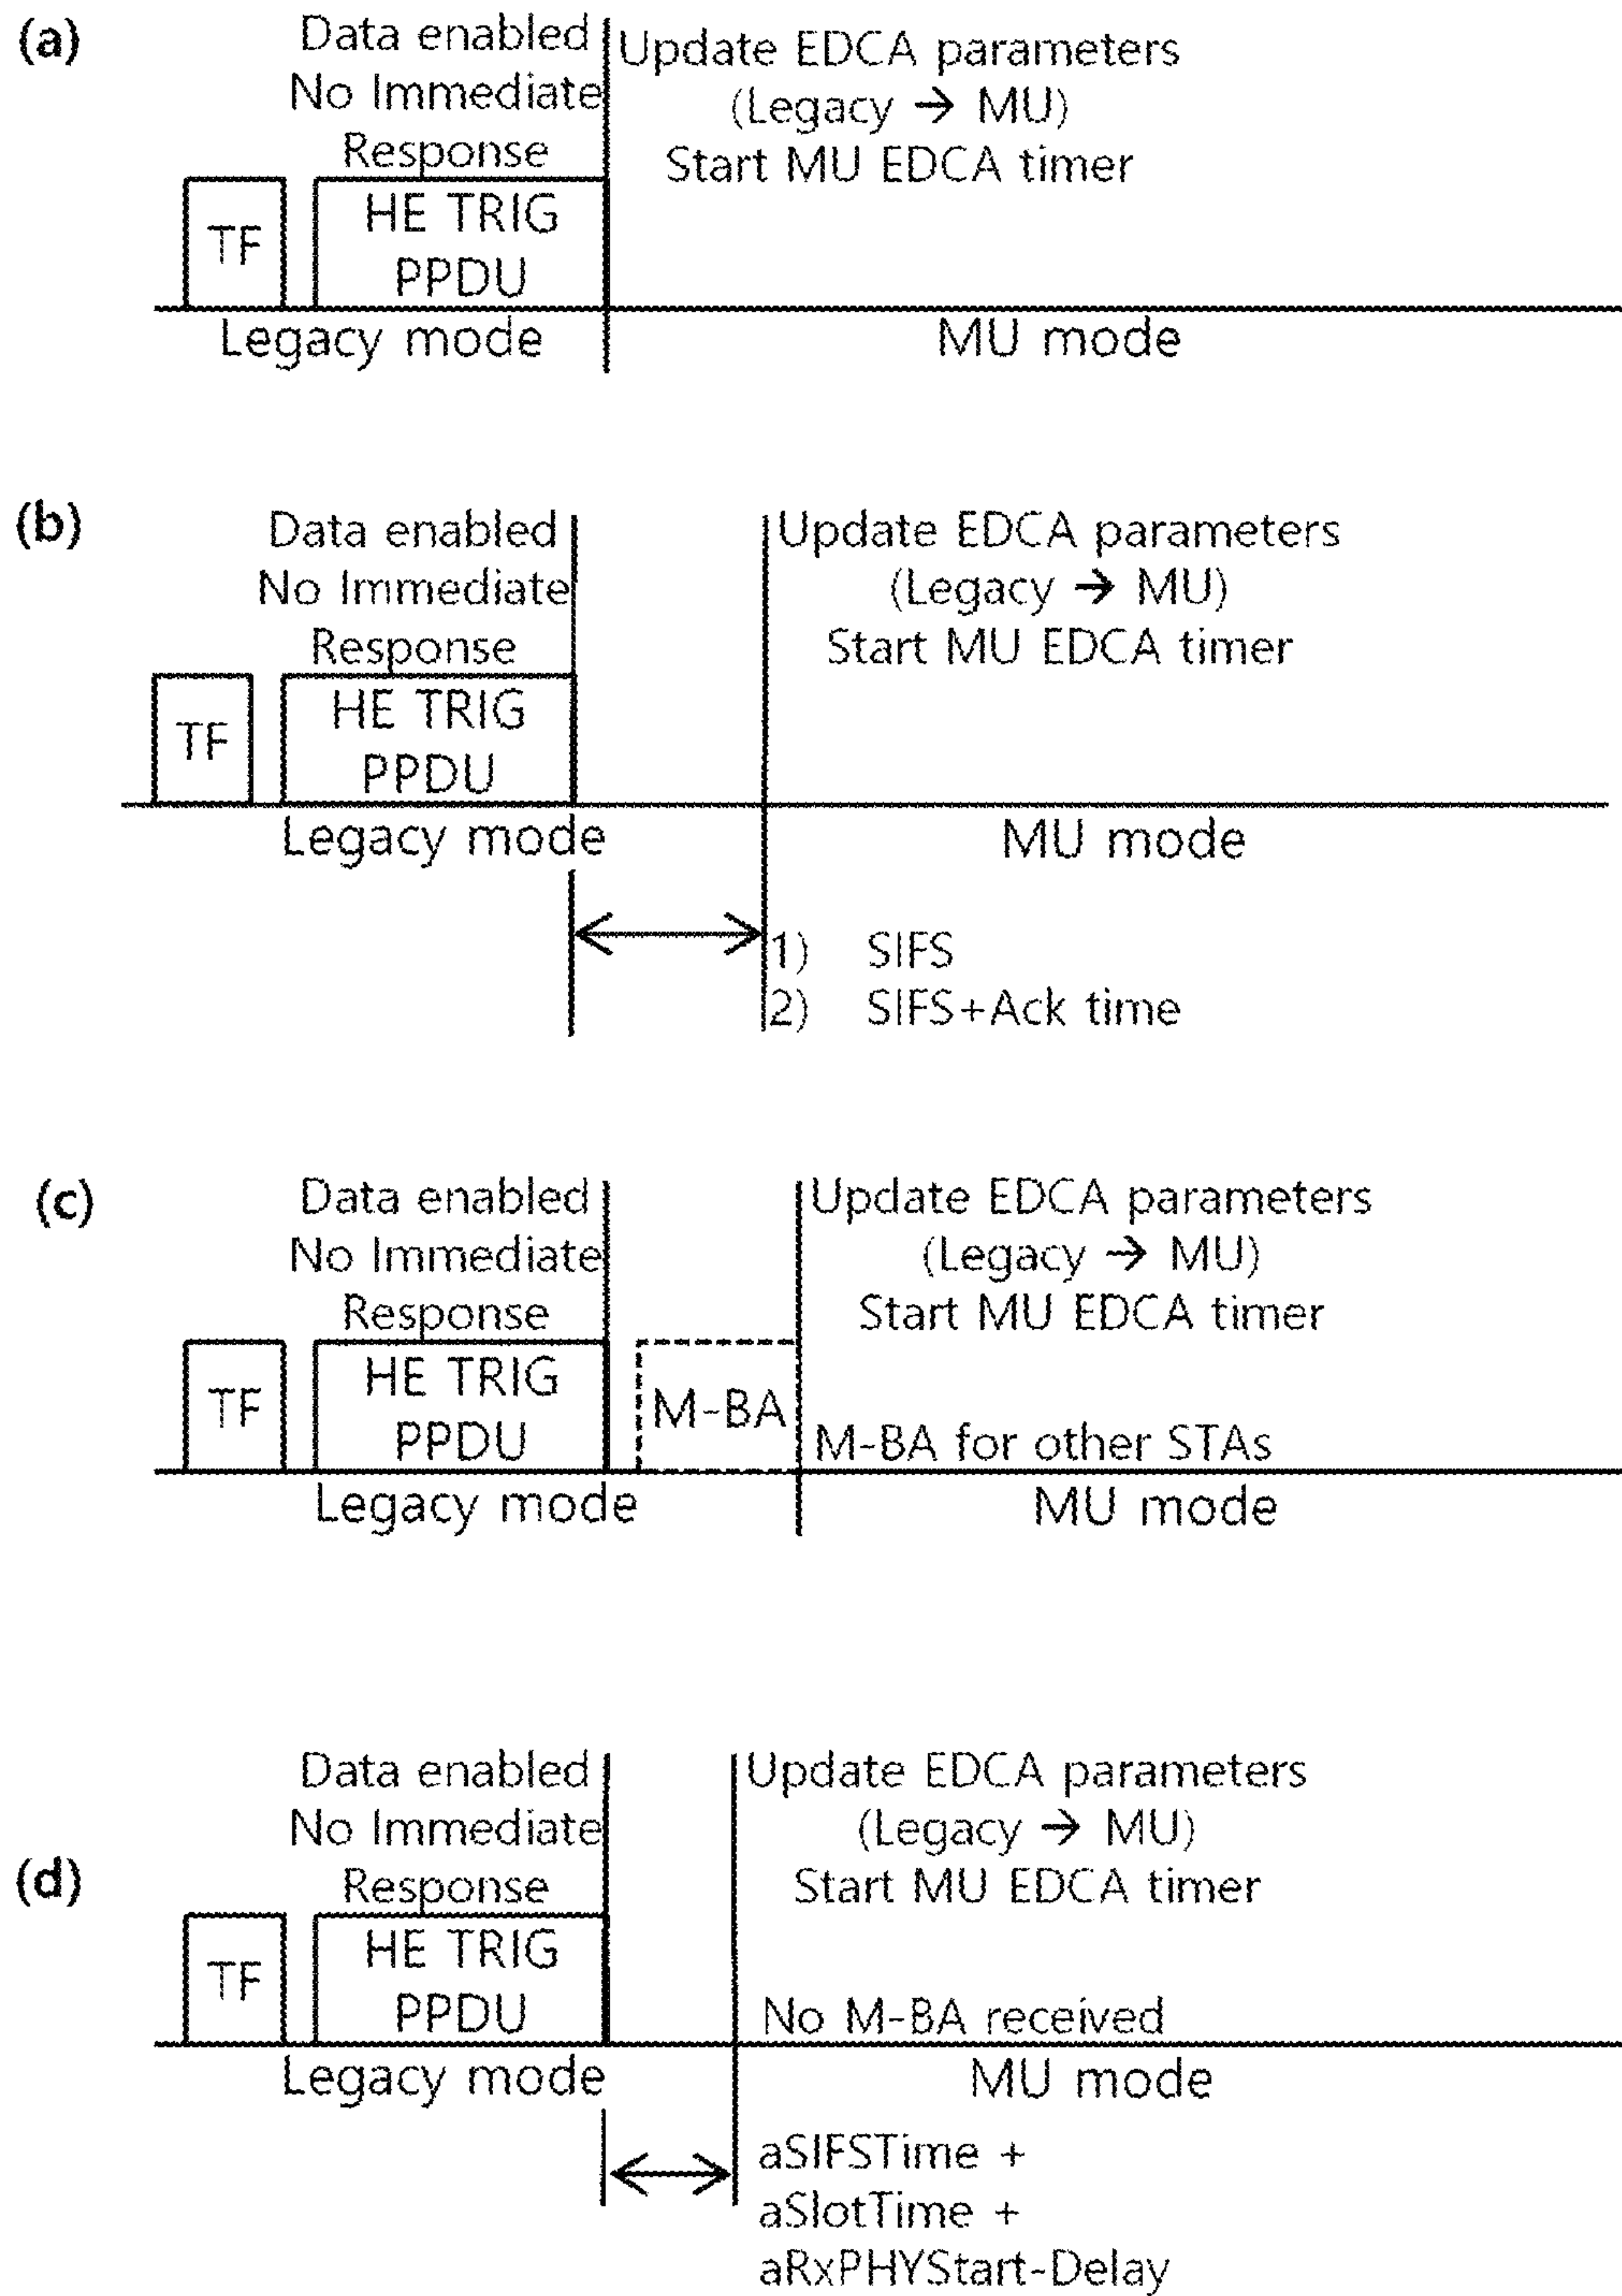 (a)
Data enabled
No Immediate
Response
Update EDCA parameters
(Legacy → MU)
Start MU EDCA timer
TF
HE TRIG
PPDU
Legacy mode
MU mode
(b)
Data enabled
No Immediate
Response
Update EDCA parameters
(Legacy → MU)
Start MU EDCA timer
TF
HE TRIG
PPDU
Legacy mode
MU mode
1) SIFS
2) SIFS+Ack time
(c)
Data enabled
No Immediate
Response
Update EDCA parameters
(Legacy → MU)
Start MU EDCA timer
TF
HE TRIG
PPDU
M-BA
M-BA for other STAs
Legacy mode
MU mode
(d)
Data enabled
No Immediate
Response
Update EDCA parameters
(Legacy → MU)
Start MU EDCA timer
TF
HE TRIG
PPDU
No M-BA received
Legacy mode
MU mode
aSIFSTime +
aSlotTime +
aRxPHYStart-Delay